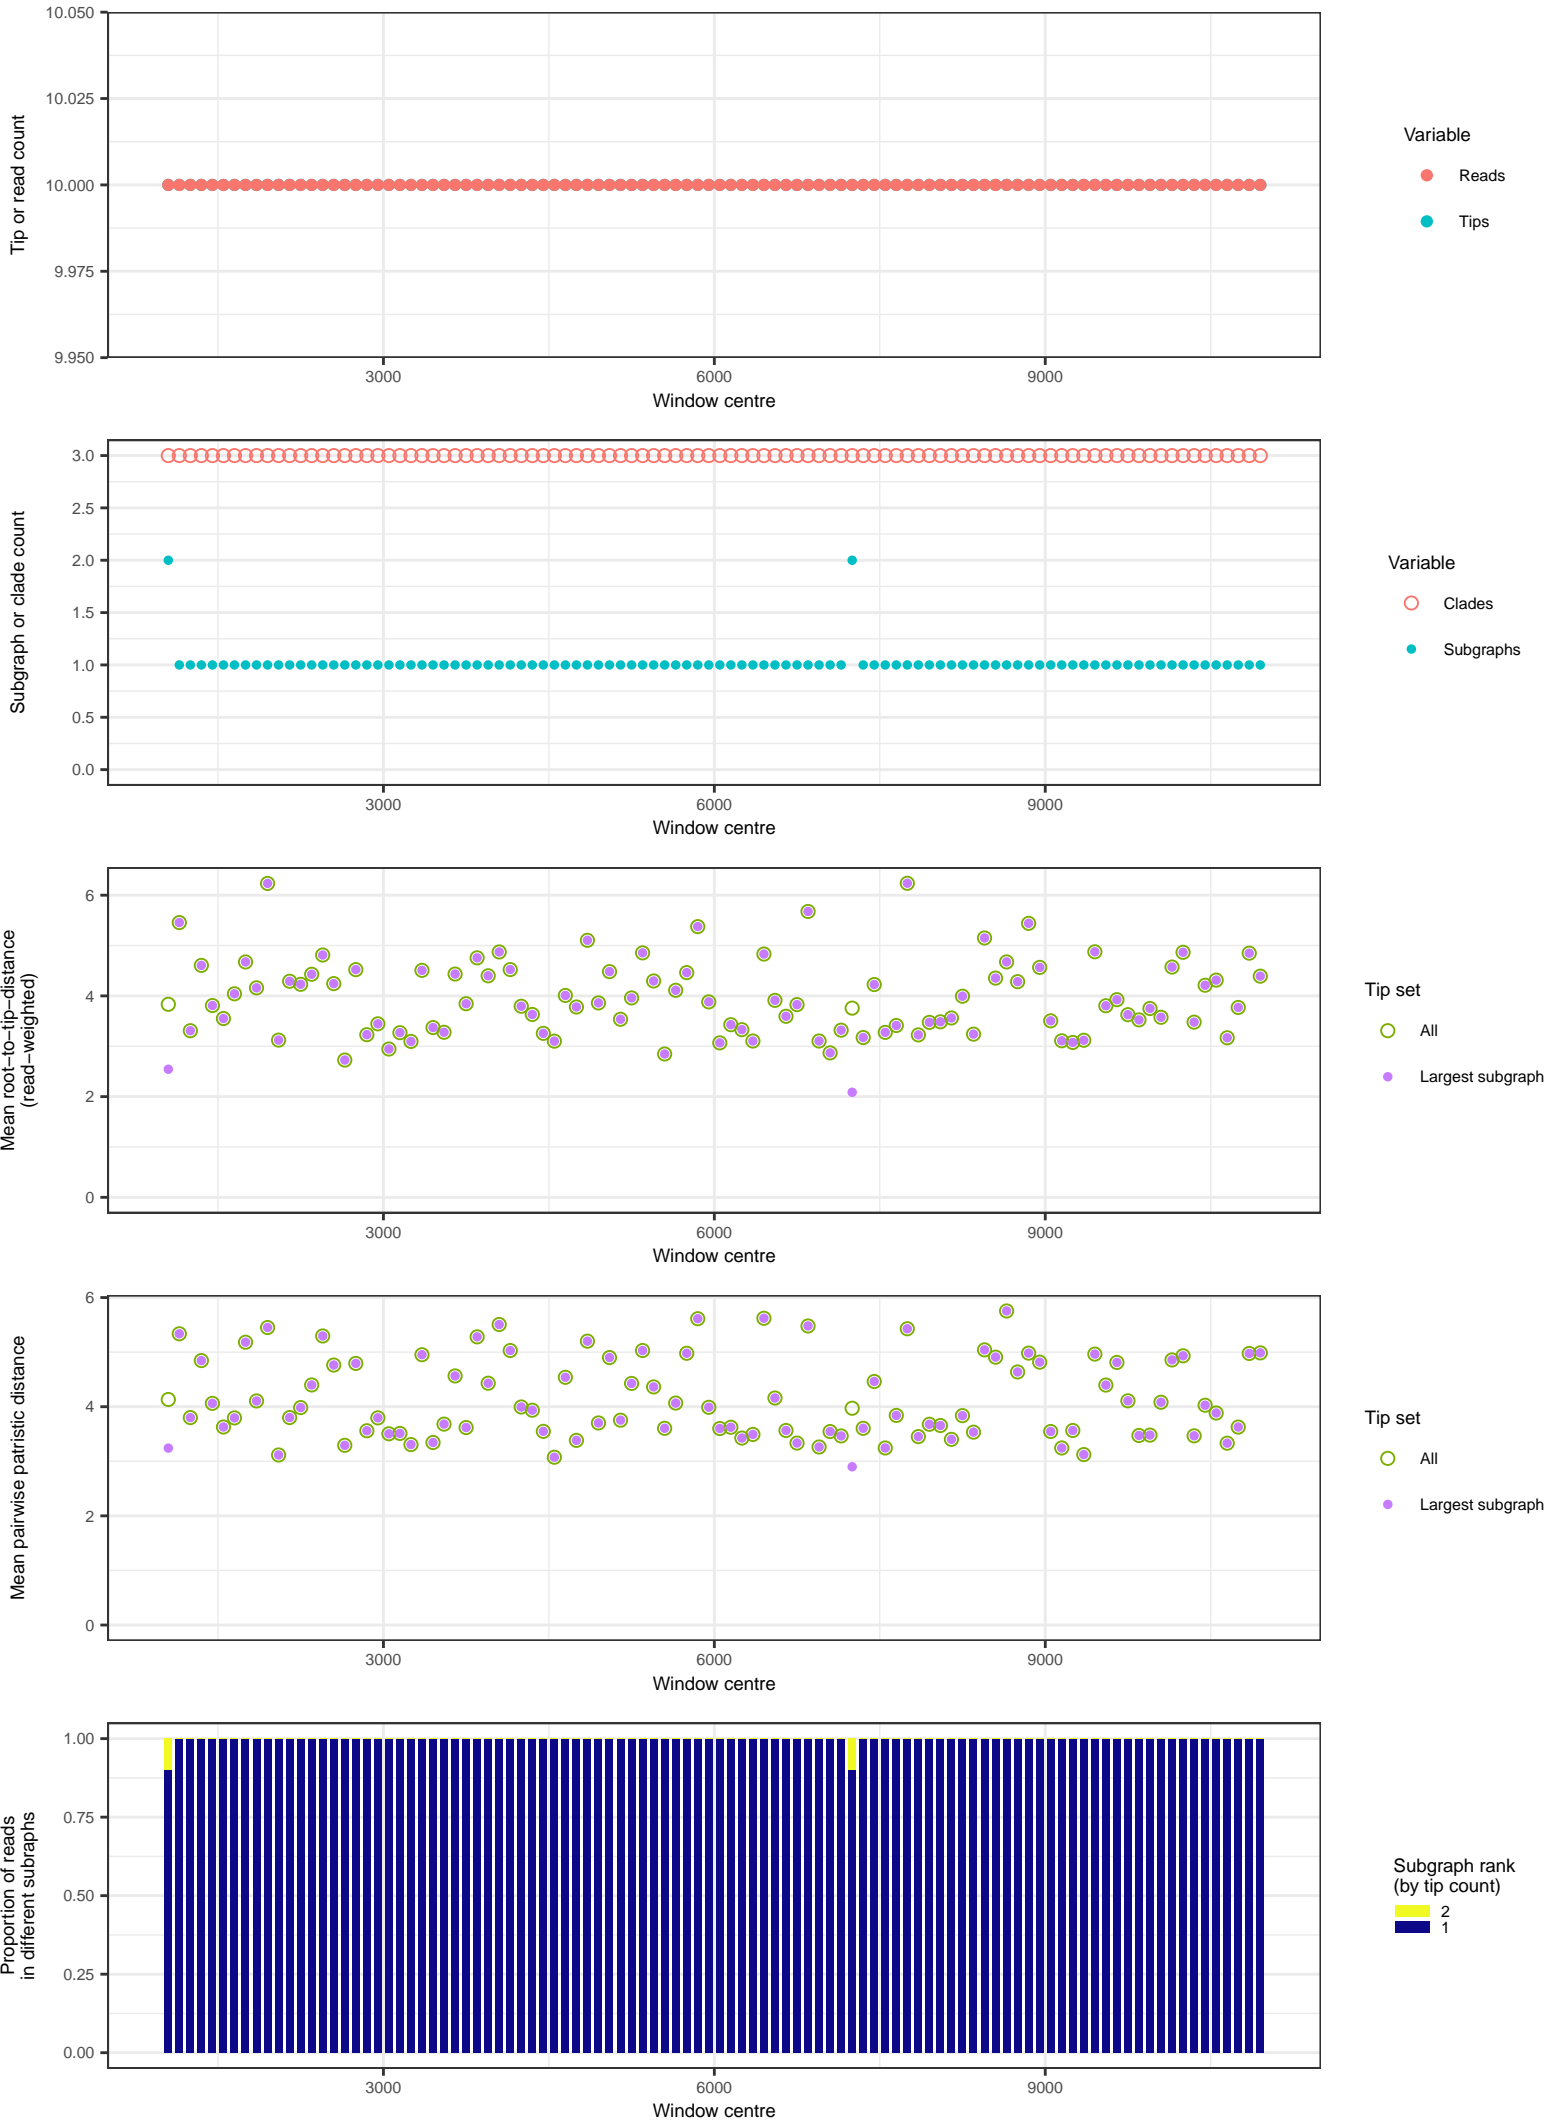 10.050
10.025
10.000
9.975
9.950
Tip or read count
3000
6000
9000
Window centre
Variable
Reads
Tips
3.0
2.5
2.0
1.5
1.0
0.5
0.0
Subgraph or clade count
3000
6000
9000
Window centre
Variable
Clades
Subgraphs
6
4
2
0
Mean root−to−tip−distance
(read−weighted)
3000
6000
9000
Window centre
Tip set
All
Largest subgraph
6
4
2
0
Mean pairwise patristic distance
3000
6000
9000
Window centre
Tip set
All
Largest subgraph
1.00
0.75
0.50
0.25
0.00
Proportion of reads
in different subraphs
3000
6000
9000
Window centre
Subgraph rank
(by tip count)
2
1